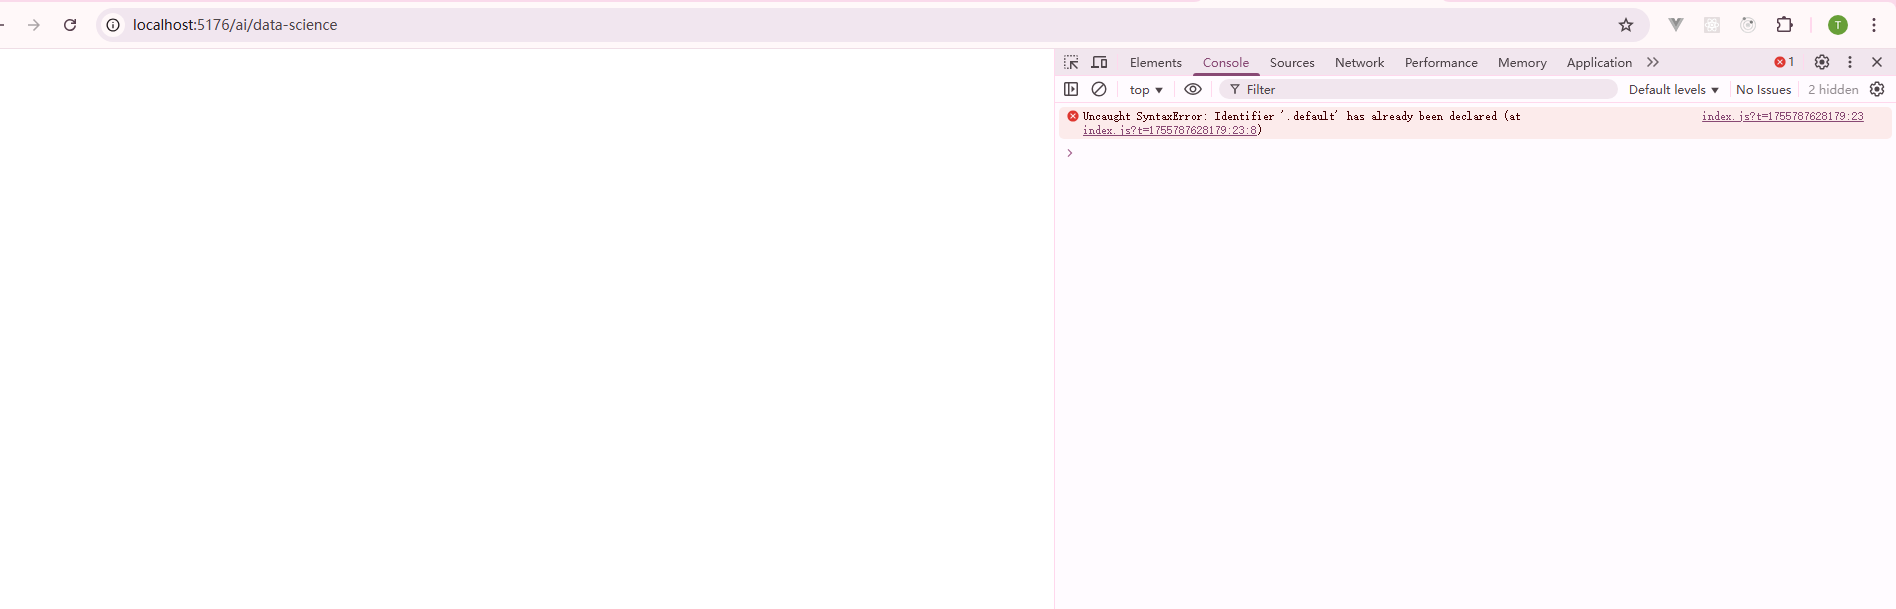 localhost:5176/ai/data-science
T
Elements Console Sources Network Performance Memory Application 1
top Filter Default levels No Issues 2 hidden
Uncaught SyntaxError: Identifier '.default' has already been declared (at index.js?t=1755787628179:23
index.js?t=1755787628179:23:8)